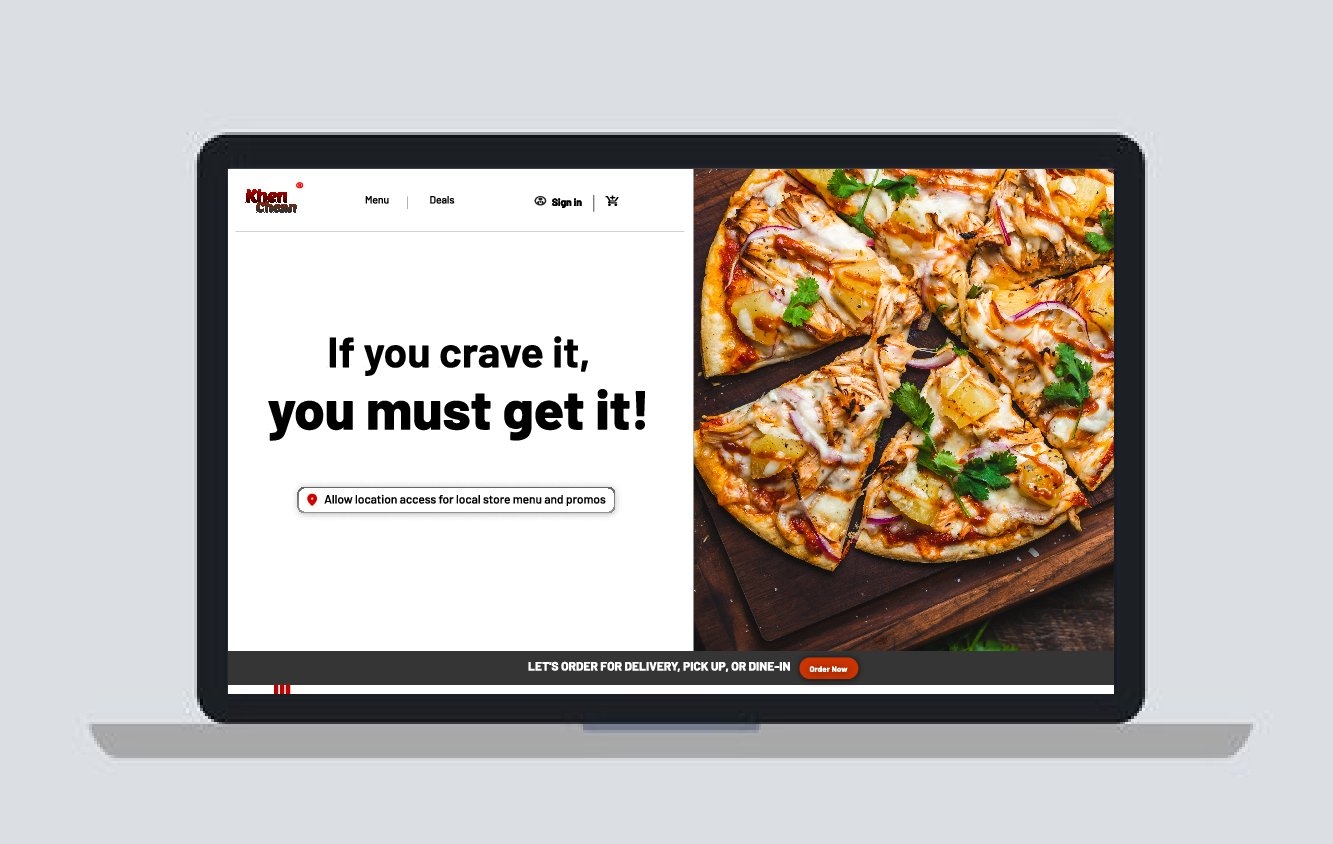 Khen
Chean
®
Menu
Deals
Sign in
If you crave it,
you must get it!
Allow location access for local store menu and promos
LET'S ORDER FOR DELIVERY, PICK UP, OR DINE-IN
Order Now